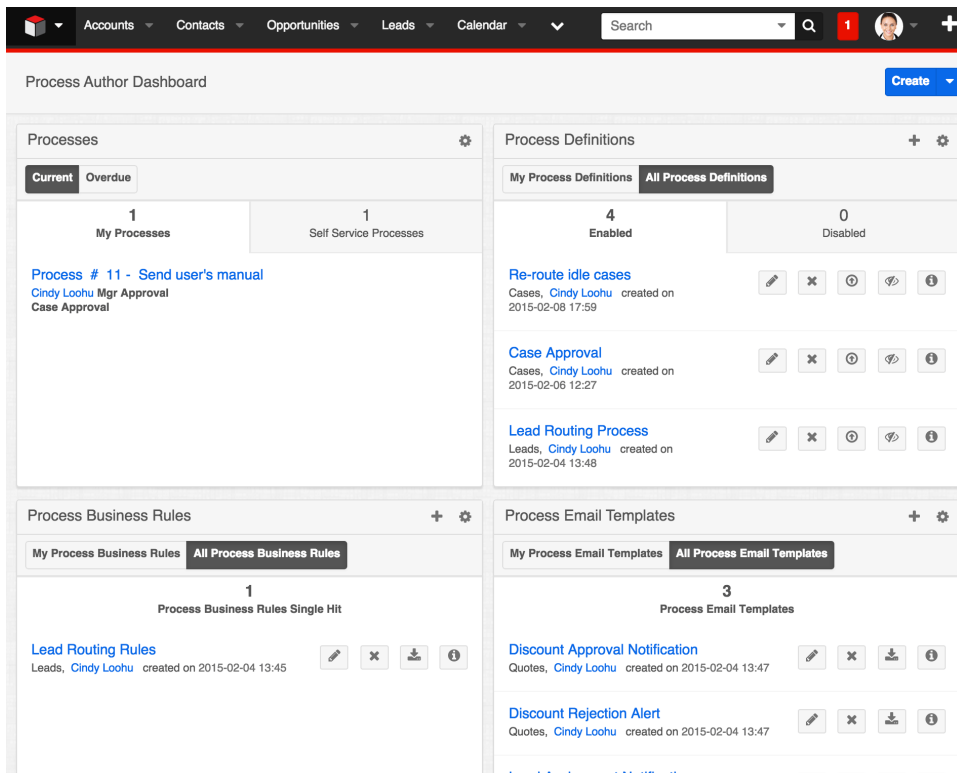 Accounts Contacts Opportunities Leads Calendar Search 1
Process Author Dashboard
Create
Processes
Current Overdue
1
My Processes
1
Self Service Processes
Process # 11 - Send user's manual
Cindy Loohu Mgr Approval
Case Approval
Process Definitions
My Process Definitions All Process Definitions
4
Enabled
0
Disabled
Re-route idle cases
Cases, Cindy Loohu created on
2015-02-08 17:59
Case Approval
Cases, Cindy Loohu created on
2015-02-06 12:27
Lead Routing Process
Leads, Cindy Loohu created on
2015-02-04 13:48
Process Business Rules
My Process Business Rules All Process Business Rules
1
Process Business Rules Single Hit
Lead Routing Rules
Leads, Cindy Loohu created on 2015-02-04 13:45
Process Email Templates
My Process Email Templates All Process Email Templates
3
Process Email Templates
Discount Approval Notification
Quotes, Cindy Loohu created on 2015-02-04 13:47
Discount Rejection Alert
Quotes, Cindy Loohu created on 2015-02-04 13:47